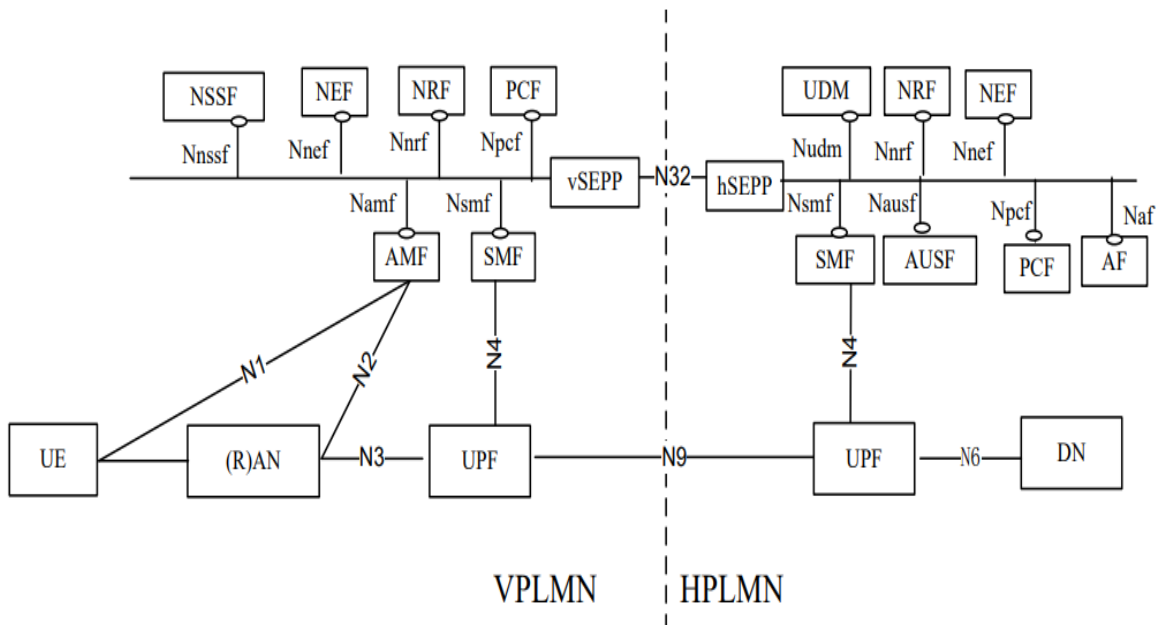 NSSF
NEF
NRF
PCF
UDM
NRF
NEF
Nnssf
Nnef
Nnrf
Npcf
Nudm
Nnrf
Nnef
vSEPP
N32
hSEPP
Namf
Nsmf
Nsmf
Nausf
Npcf
Naf
AMF
SMF
SMF
AUSF
PCF
AF
N1
N2
N4
N4
UE
(R)AN
N3
UPF
N9
UPF
N6
DN
VPLMN
HPLMN